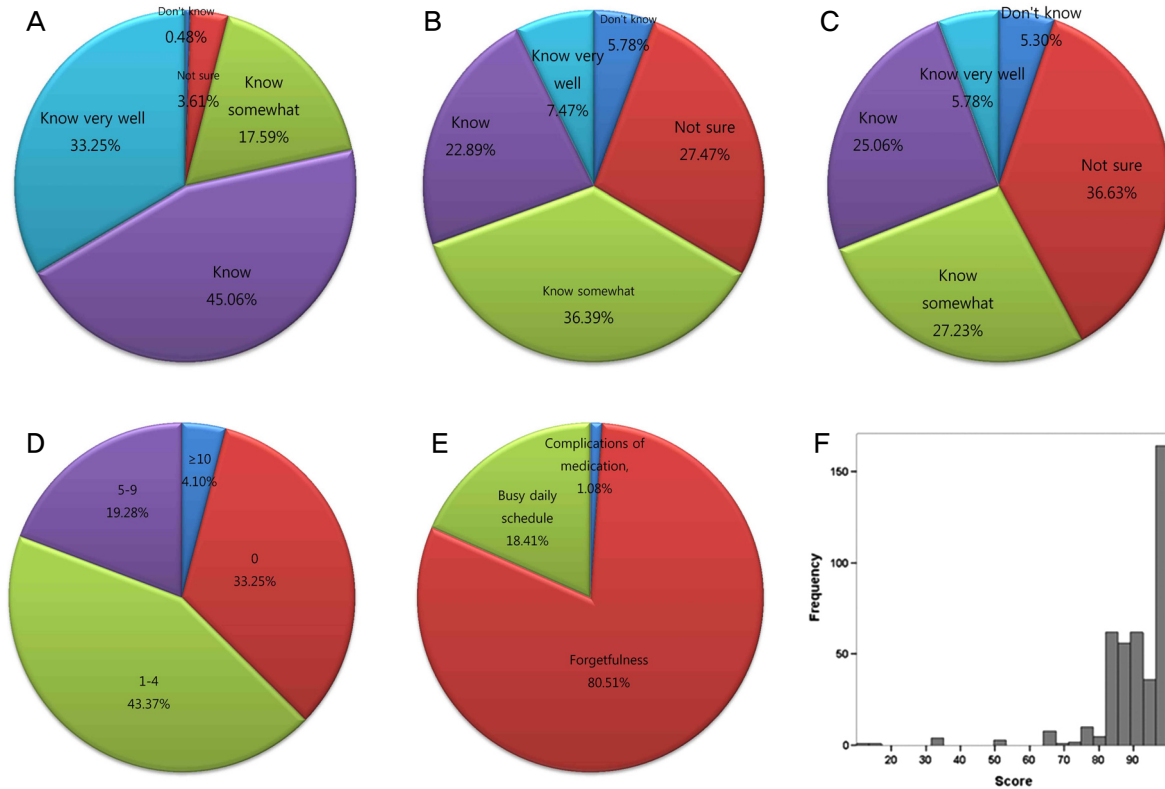 A
Don't know
0.48%
Not sure
3.61%
Know
somewhat
17.59%
Know very well
33.25%
Know
45.06%
B
Don't know
5.78%
Know very
well
7.47%
Know
22.89%
Not sure
27.47%
Know somewhat
36.39%
C
Don't know
5.30%
Know very well
5.78%
Know
25.06%
Not sure
36.63%
Know
somewhat
27.23%
D
≥10
4.10%
5-9
19.28%
0
33.25%
1-4
43.37%
E
Complications of
medication,
1.08%
Busy daily
schedule
18.41%
Forgetfulness
80.51%
F
150
100
50
0
Frequency
20 30 40 50 60 70 80 90
Score